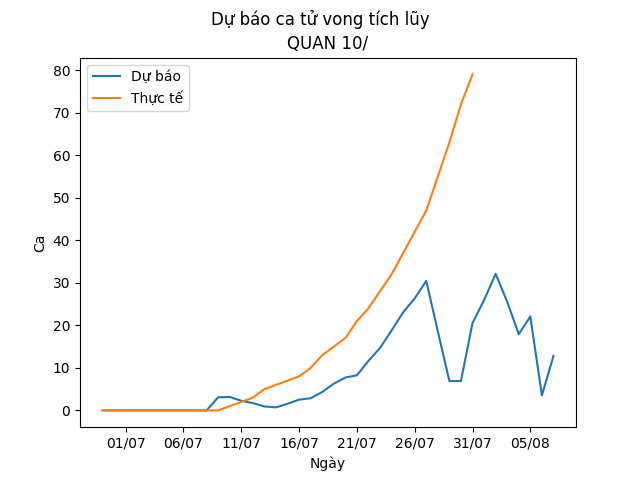 Dự báo ca tử vong tích lũy
QUAN 10/
Dự báo
Thực tế
80
70
60
50
40
30
20
10
0
Ca
01/07 06/07 11/07 16/07 21/07 26/07 31/07 05/08
Ngày